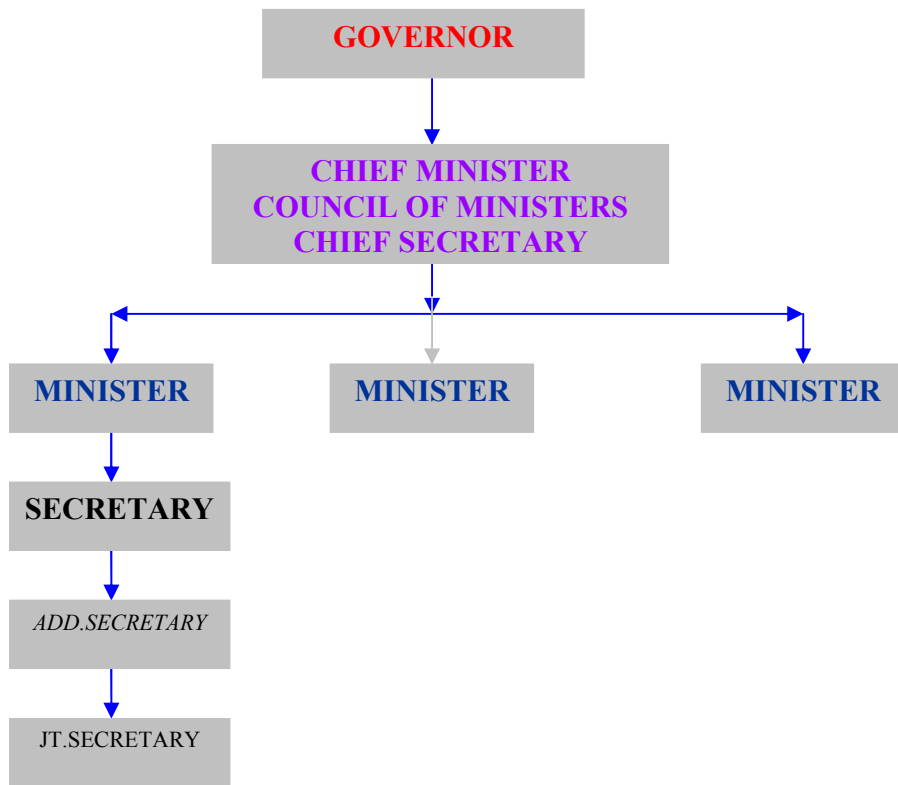 GOVERNOR
CHIEF MINISTER
COUNCIL OF MINISTERS
CHIEF SECRETARY
MINISTER
MINISTER
MINISTER
SECRETARY
ADD.SECRETARY
JT.SECRETARY